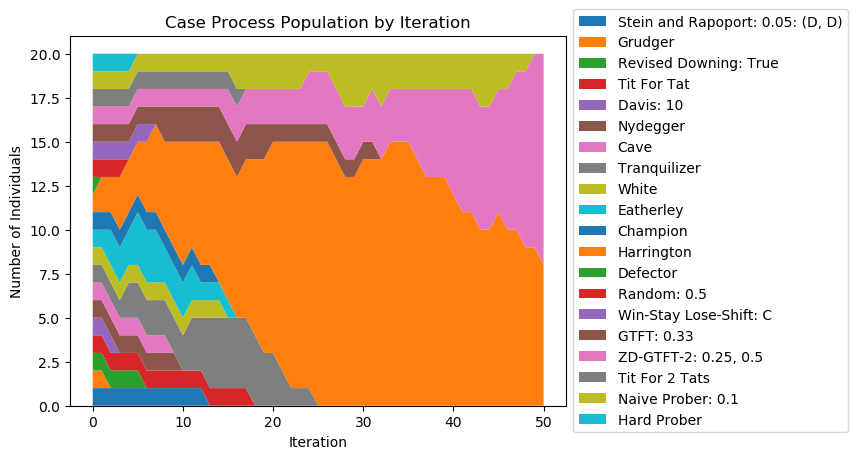 Case Process Population by Iteration
Number of Individuals
20.0
17.5
15.0
12.5
10.0
7.5
5.0
2.5
0.0
0 10 20 30 40 50
Iteration
Stein and Rapoport: 0.05: (D, D)
Grudger
Revised Downing: True
Tit For Tat
Davis: 10
Nydegger
Cave
Tranquilizer
White
Eatherley
Champion
Harrington
Defector
Random: 0.5
Win-Stay Lose-Shift: C
GTFT: 0.33
ZD-GTFT-2: 0.25, 0.5
Tit For 2 Tats
Naive Prober: 0.1
Hard Prober